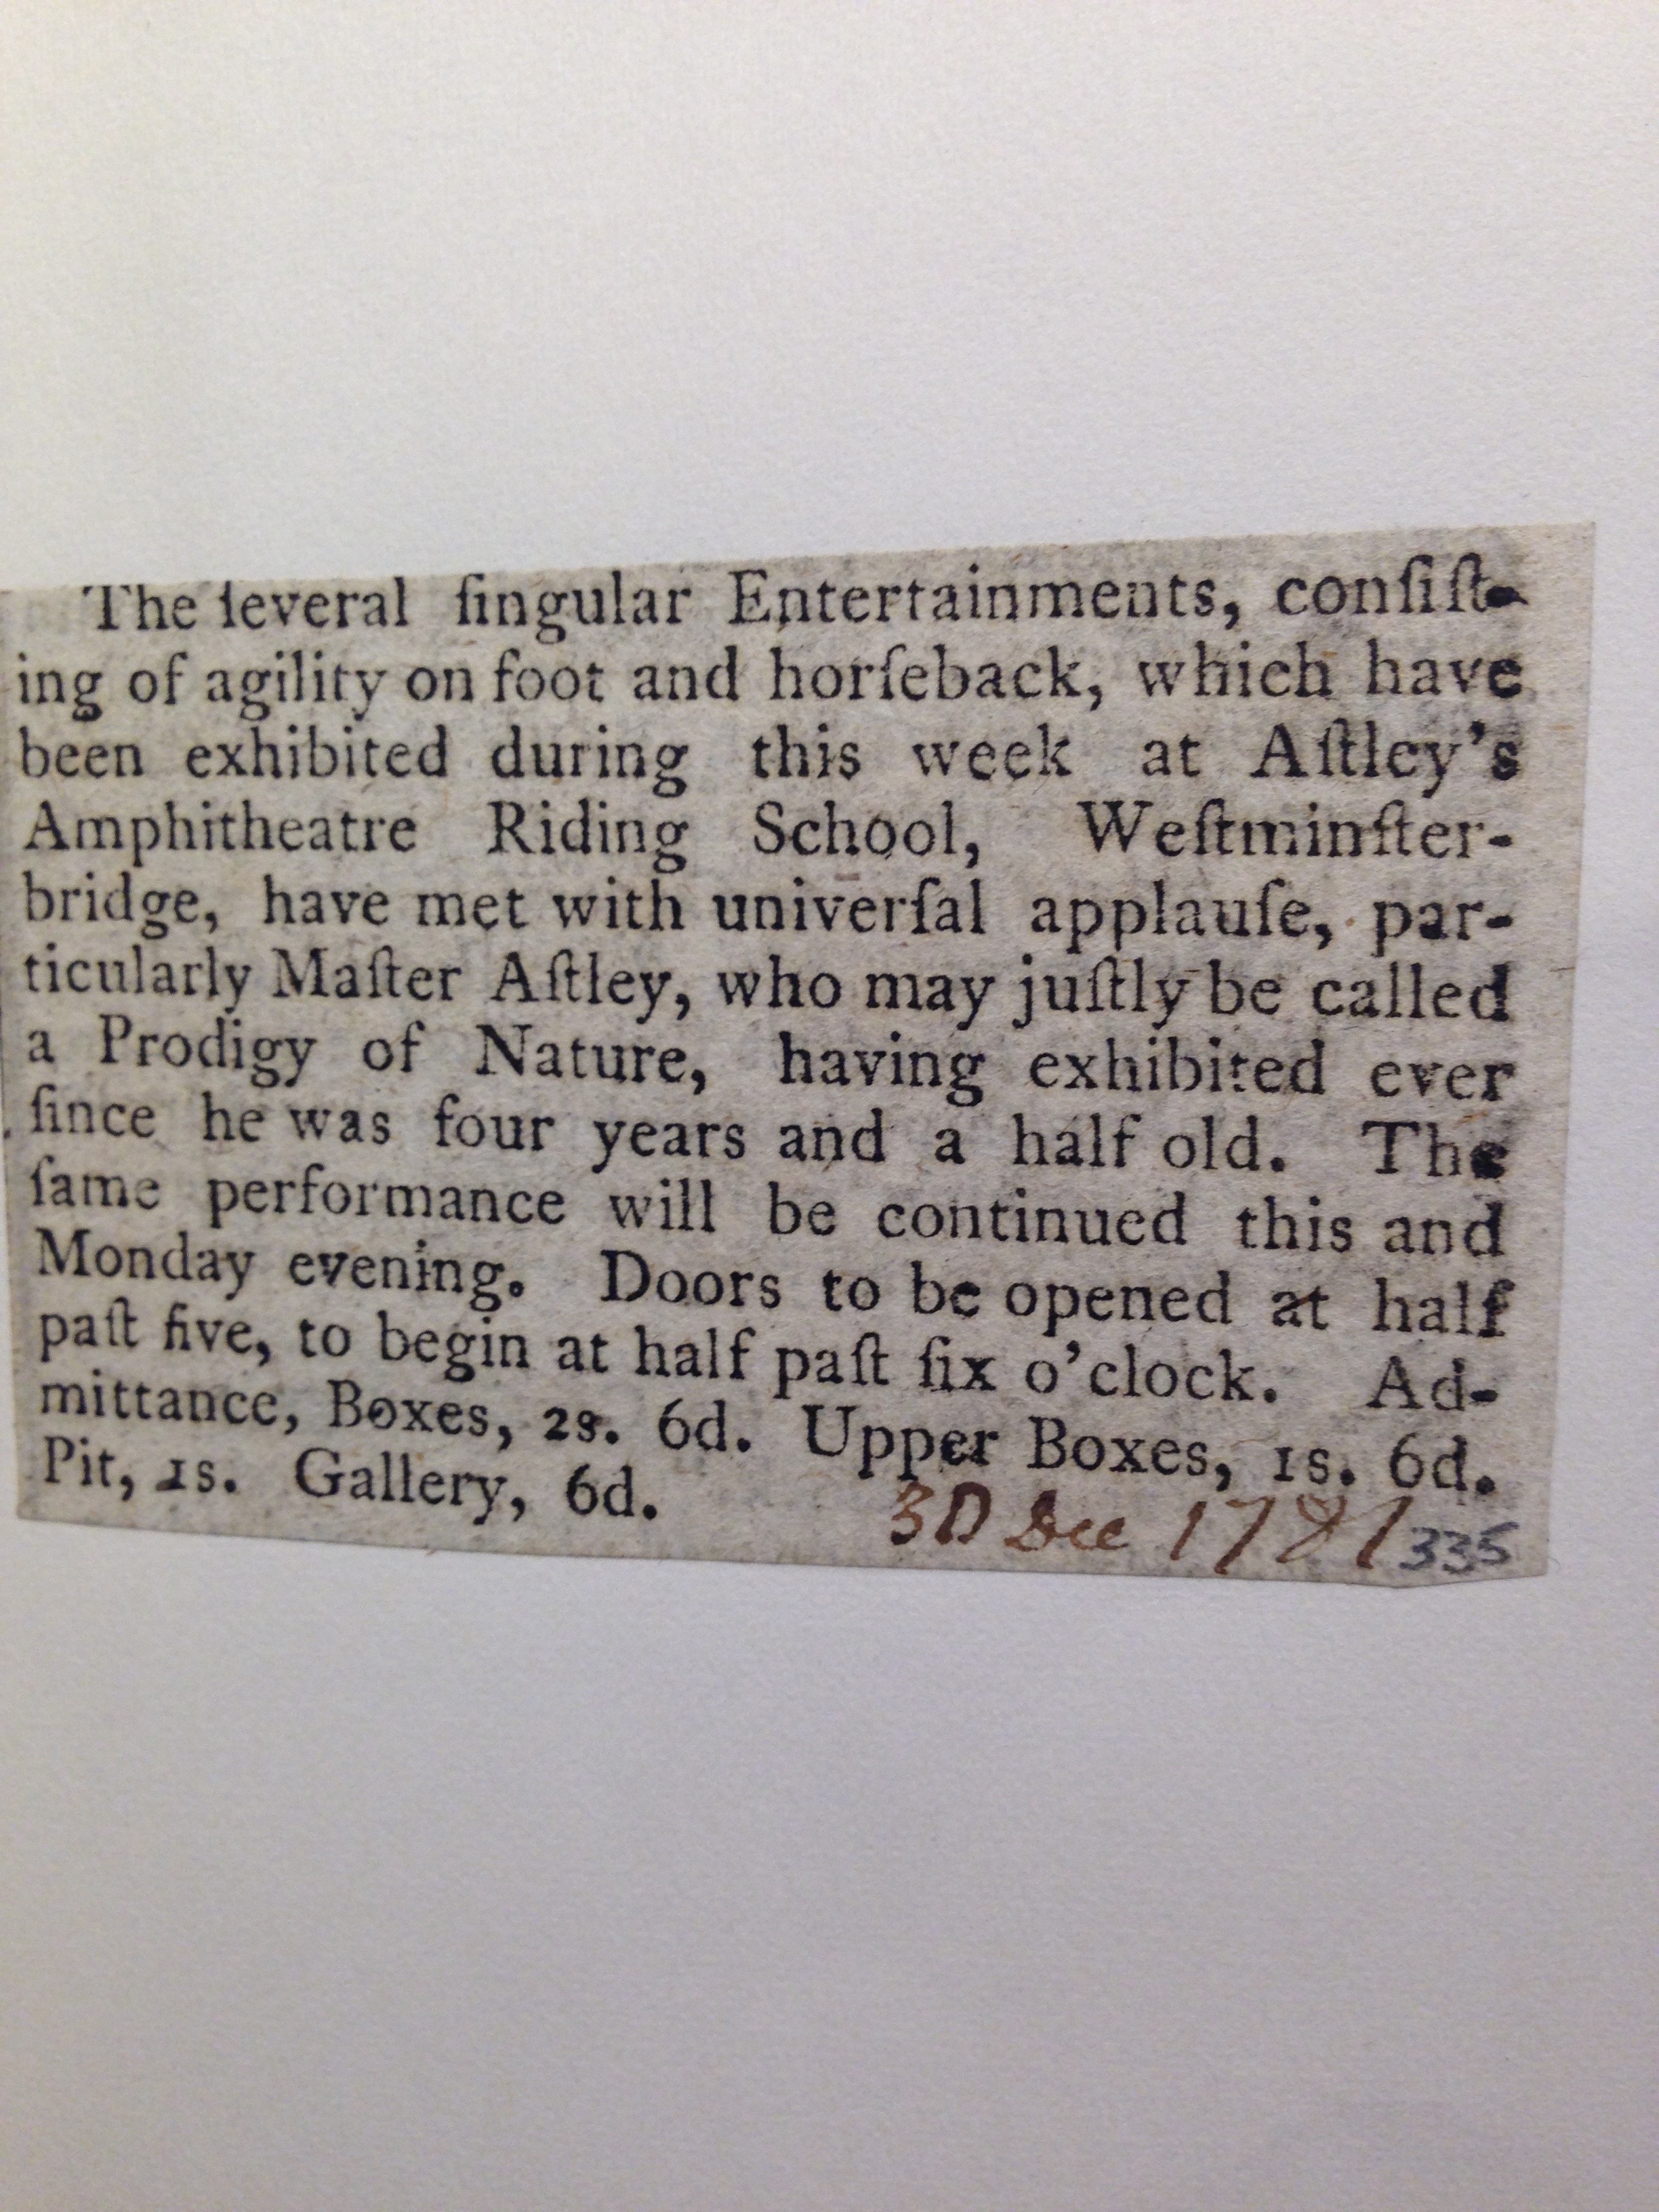 The ſeveral ſingular Entertainments, conſiſt-
ing of agility on foot and horſeback, which have
been exhibited during this week at Aſtley's
Amphitheatre Riding School, Weſtminſter-
bridge, have met with univerſal applauſe, par-
ticularly Maſter Aſtley, who may juſtly be called
a Prodigy of Nature, having exhibited ever
ſince he was four years and a half old. The
ſame performance will be continued this and
Monday evening. Doors to be opened at half
paſt five, to begin at half paſt ſix o'clock. Ad-
mittance, Boxes, 2s. 6d. Upper Boxes, 1s. 6d.
Pit, 1s. Gallery, 6d.
Dec 335